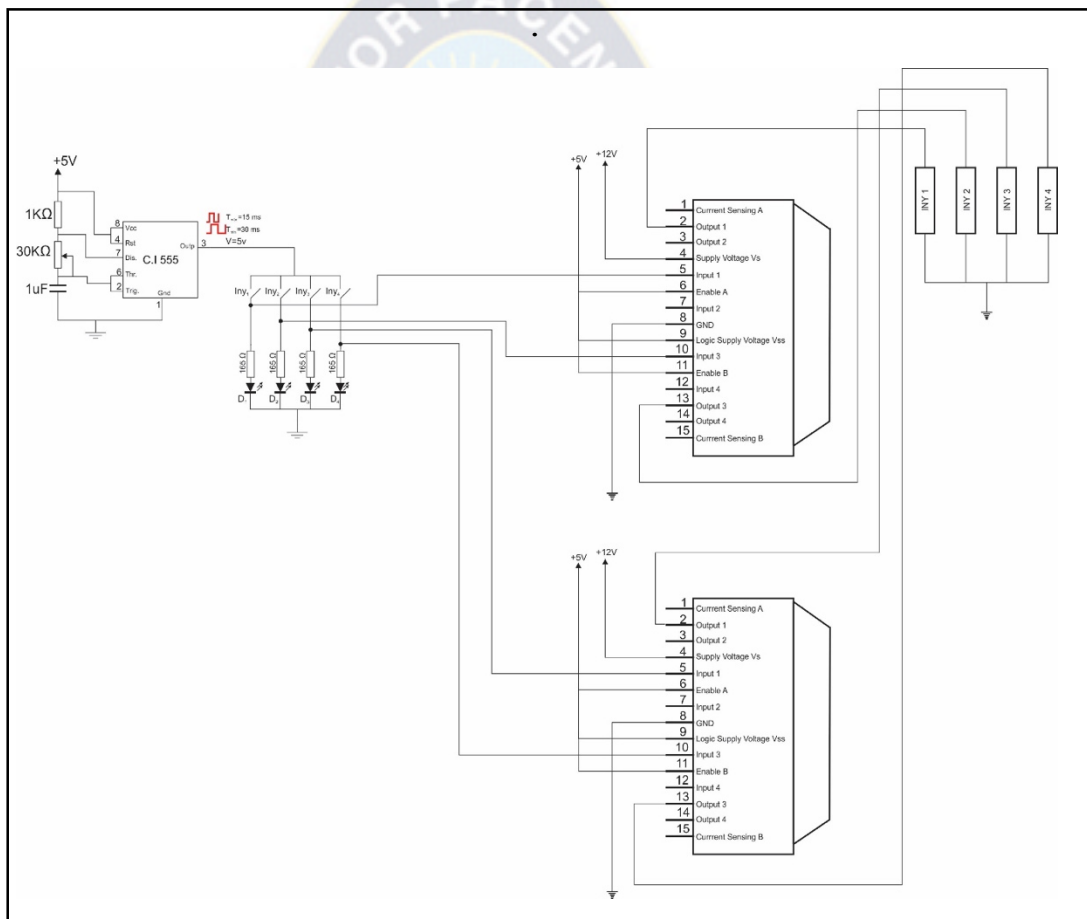 OR FACEN
+5V
1KΩ
30KΩ
1uF
8 Vcc
4 Rst
7 Dis.
6 Thr.
2 Trig.
Outp 3
C.I 555
Gnd
1
=15 ms
=30 ms
V=5v
Iny₁ Iny₂ Iny₃ Iny₄
165 Ω 165 Ω 165 Ω 165 Ω
D₁ D₂ D₃ D₄
+5V +12V
1 Current Sensing A
2 Output 1
3 Output 2
4 Supply Voltage Vs
5 Input 1
6 Enable A
7 Input 2
8 GND
9 Logic Supply Voltage Vss
10 Input 3
11 Enable B
12 Input 4
13 Output 3
14 Output 4
15 Current Sensing B
INY 1 INY 2 INY 3 INY 4
+5V +12V
1 Current Sensing A
2 Output 1
3 Output 2
4 Supply Voltage Vs
5 Input 1
6 Enable A
7 Input 2
8 GND
9 Logic Supply Voltage Vss
10 Input 3
11 Enable B
12 Input 4
13 Output 3
14 Output 4
15 Current Sensing B